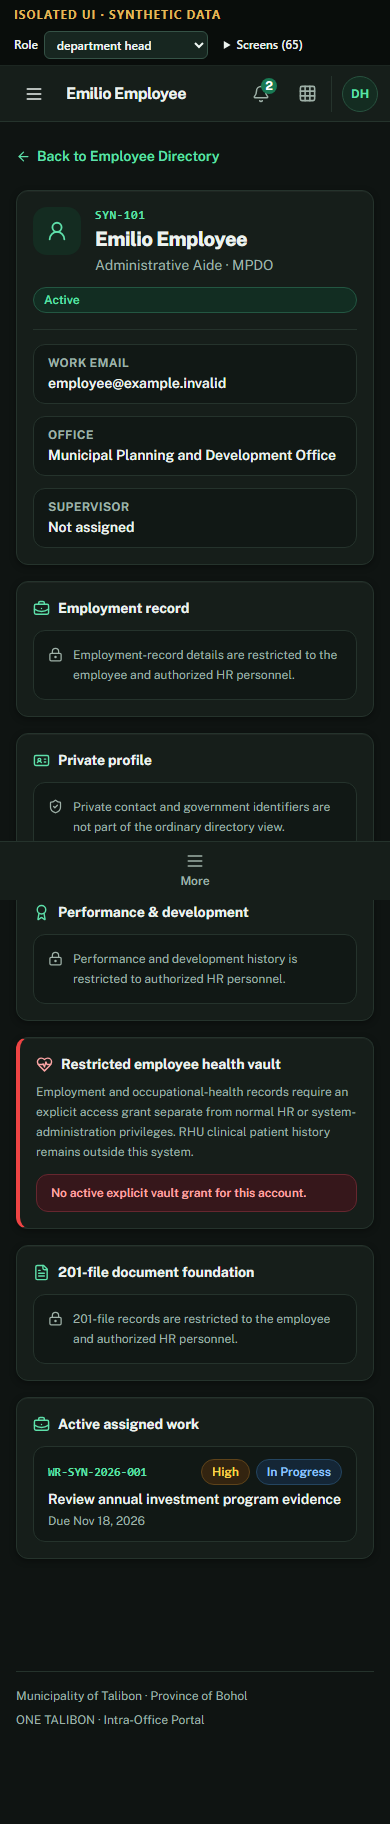 ISOLATED UI · SYNTHETIC DATA
Role department head Screens (65)
Emilio Employee 2 DH
Back to Employee Directory
SYN-101
Emilio Employee
Administrative Aide · MPDO
Active
WORK EMAIL
employee@example.invalid
OFFICE
Municipal Planning and Development Office
SUPERVISOR
Not assigned
Employment record
Employment-record details are restricted to the
employee and authorized HR personnel.
Private profile
Private contact and government identifiers are
not part of the ordinary directory view.
More
Performance & development
Performance and development history is
restricted to authorized HR personnel.
Restricted employee health vault
Employment and occupational-health records require an
explicit access grant separate from normal HR or system-
administration privileges. RHU clinical patient history
remains outside this system.
No active explicit vault grant for this account.
201-file document foundation
201-file records are restricted to the employee
and authorized HR personnel.
Active assigned work
WR-SYN-2026-001 High In Progress
Review annual investment program evidence
Due Nov 18, 2026
Municipality of Talibon · Province of Bohol
ONE TALIBON · Intra-Office Portal